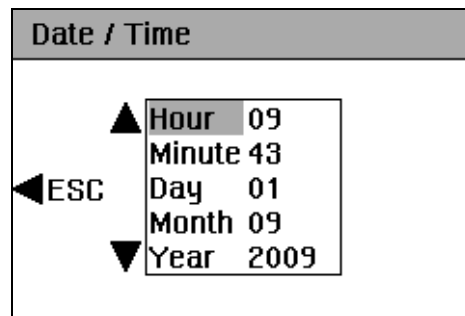 Date / Time
Hour 09
Minute 43
ESC Day 01
Month 09
Year 2009